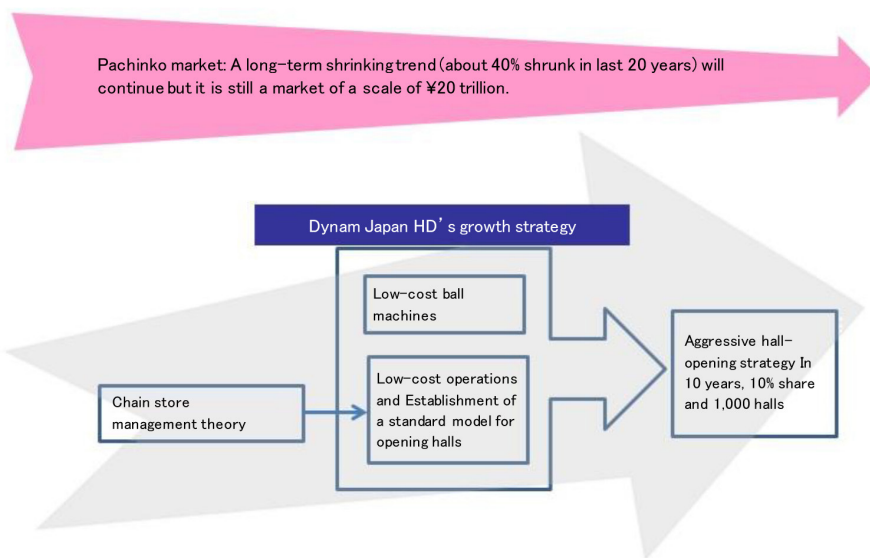 Pachinko market: A long-term shrinking trend (about 40% shrunk in last 20 years) will
continue but it is still a market of a scale of ¥20 trillion.
Dynam Japan HD's growth strategy
Low-cost ball
machines
Low-cost operations
and Establishment of
a standard model for
opening halls
Chain store
management theory
Aggressive hall-
opening strategy In
10 years, 10% share
and 1,000 halls